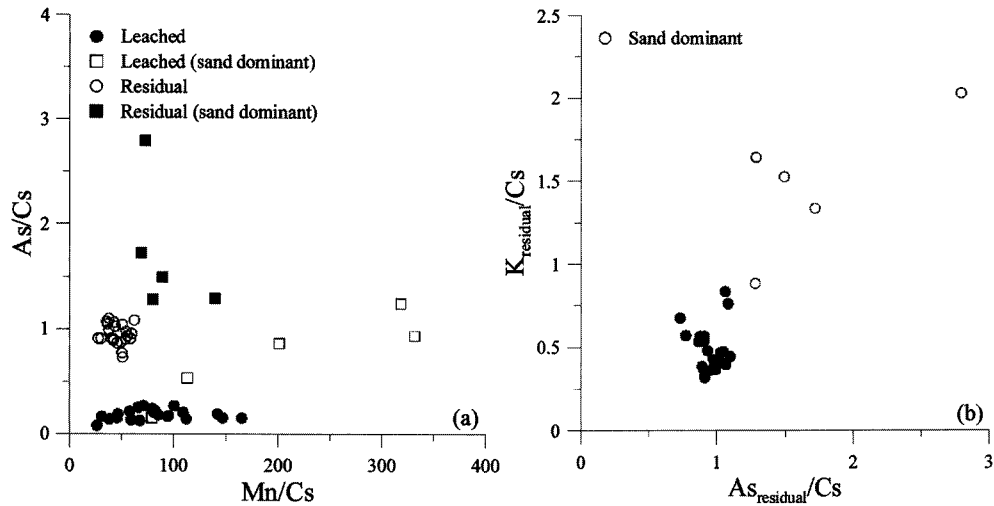 4
3
2
1
0
As/Cs
Leached
Leached (sand dominant)
Residual
Residual (sand dominant)
(a)
0
100
200
300
400
Mn/Cs
2.5
2
1.5
1
0.5
0
Kresidual/Cs
Sand dominant
(b)
0
1
2
3
Asresidual/Cs